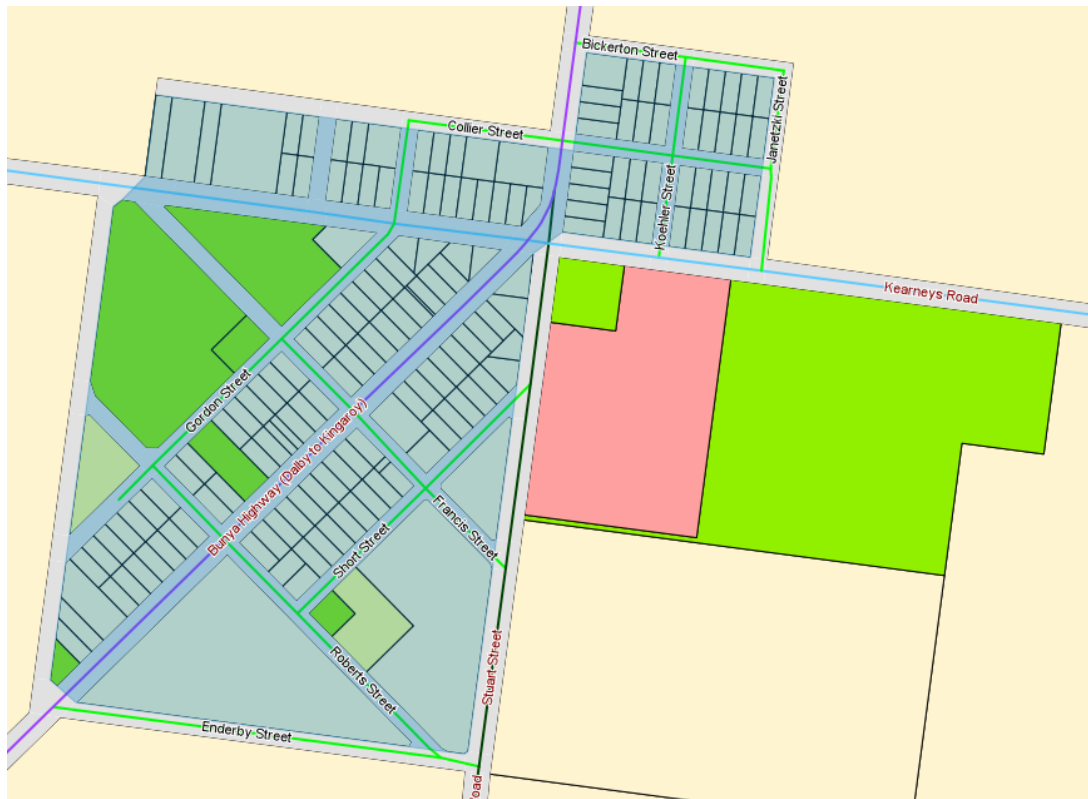 Bickerton Street
Collier Street
Janetzki Street
Koehler Street
Kearneys Road
Gordon Street
Bunya Highway (Dalby to Kingaroy)
Francis Street
Short Street
Roberts Street
Stuart Street
Enderby Street
Road